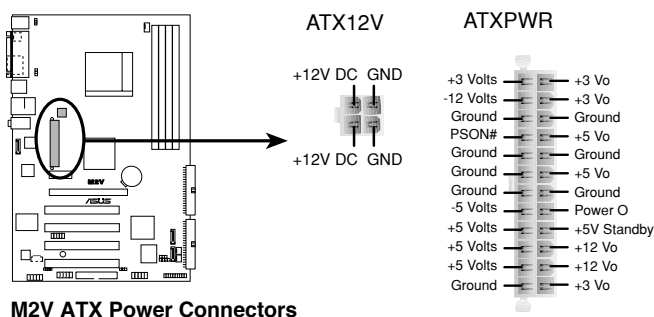 ATX12V
ATXPWR
+12V DC GND
+12V DC GND
+3 Volts +3 Vo
-12 Volts +3 Vo
Ground Ground
PSON# +5 Vo
Ground Ground
Ground +5 Vo
Ground Ground
-5 Volts Power O
+5 Volts +5V Standby
+5 Volts +12 Vo
+5 Volts +12 Vo
Ground +3 Vo
M2V
ASUS
M2V ATX Power Connectors